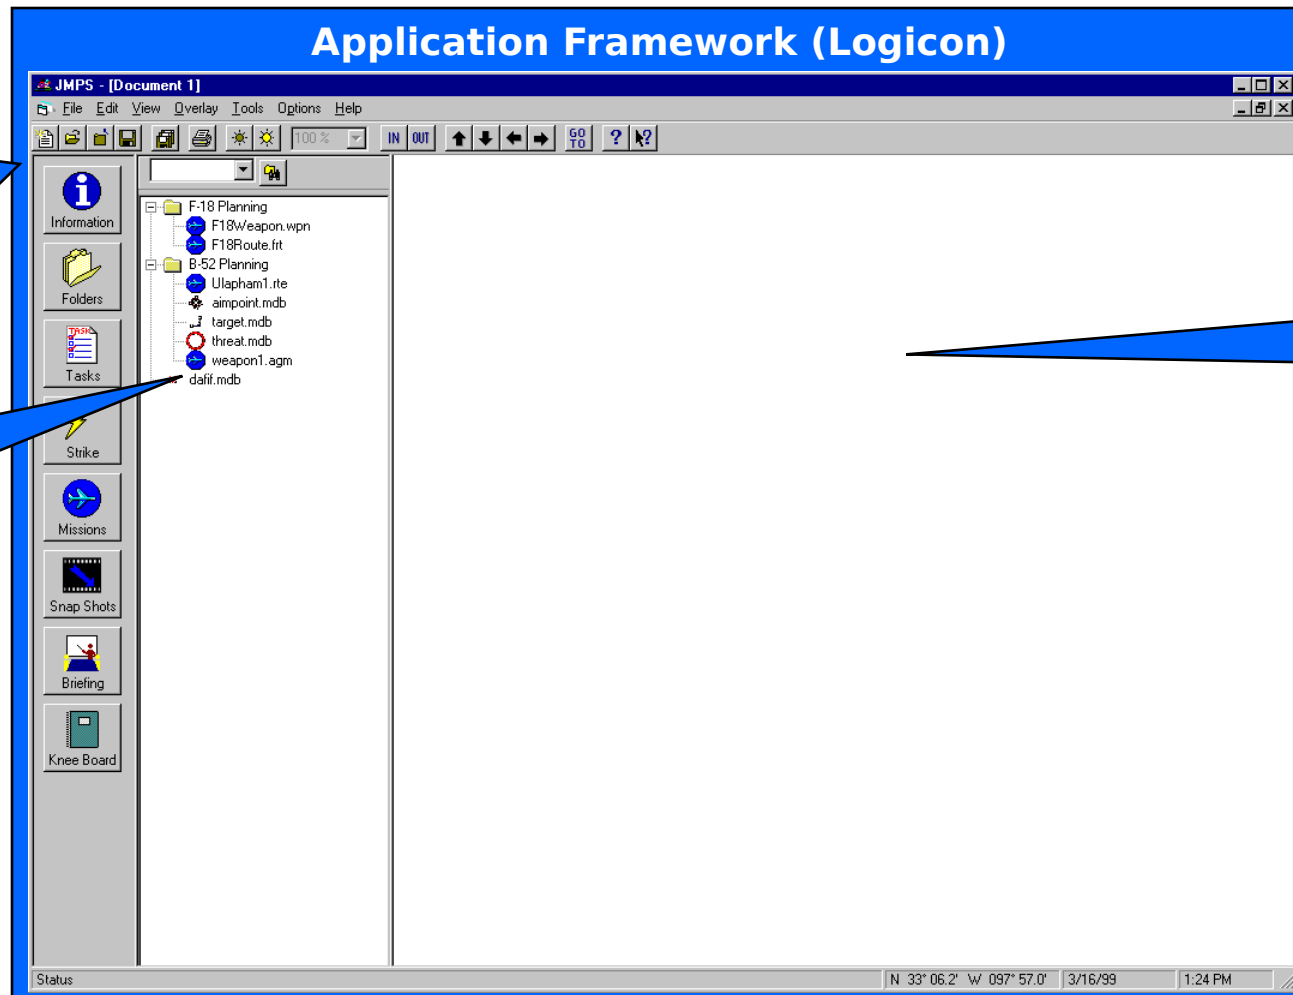 Application Framework (Logicon)
JMPS - [Document 1]
File Edit View Overlay Tools Options Help
100 % IN OUT GO TO ? ?
Information
Folders
TASK
Tasks
Strike
Missions
Snap Shots
Briefing
Knee Board
F-18 Planning
F18Weapon.wpn
F18Route.frt
B-52 Planning
Ulapham1.rte
aimpoint.mdb
target.mdb
threat.mdb
weapon1.agm
dafif.mdb
Status N 33° 06.2' W 097° 57.0' 3/16/99 1:24 PM